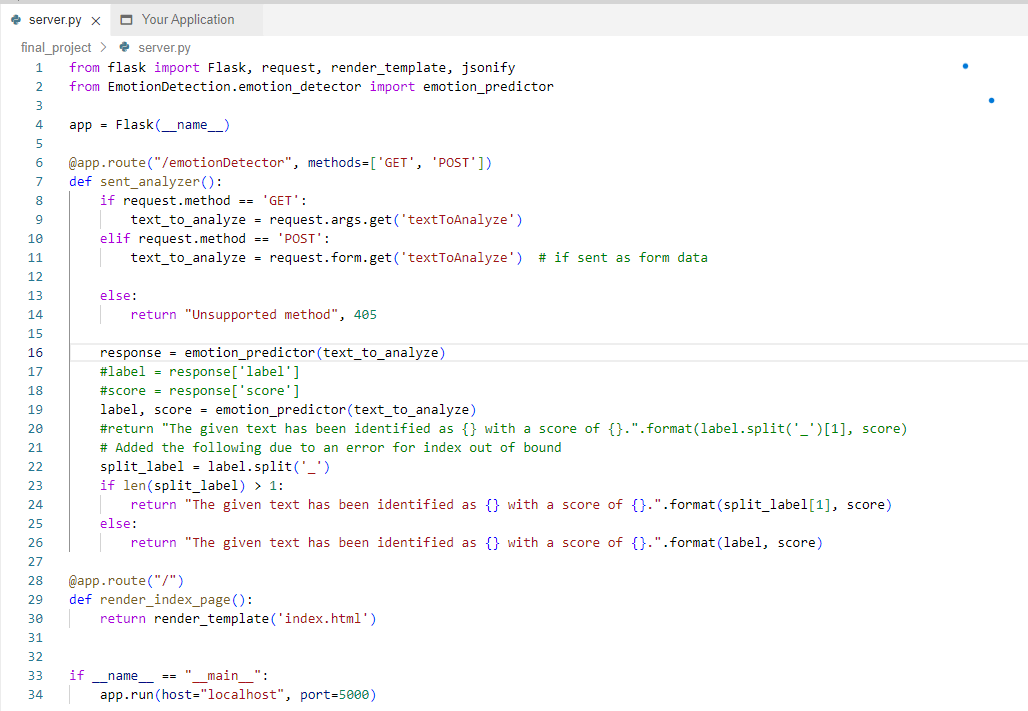 server.py × Your Application
final_project > server.py
1 from flask import Flask, request, render_template, jsonify
2 from EmotionDetection.emotion_detector import emotion_predictor
3
4 app = Flask(__name__)
5
6 @app.route("/emotionDetector", methods=['GET', 'POST'])
7 def sent_analyzer():
8     if request.method == 'GET':
9         text_to_analyze = request.args.get('textToAnalyze')
10     elif request.method == 'POST':
11         text_to_analyze = request.form.get('textToAnalyze')  # if sent as form data
12
13     else:
14         return "Unsupported method", 405
15
16     response = emotion_predictor(text_to_analyze)
17     #label = response['label']
18     #score = response['score']
19     label, score = emotion_predictor(text_to_analyze)
20     #return "The given text has been identified as {} with a score of {}.".format(label.split('_')[1], score)
21     # Added the following due to an error for index out of bound
22     split_label = label.split('_')
23     if len(split_label) > 1:
24         return "The given text has been identified as {} with a score of {}.".format(split_label[1], score)
25     else:
26         return "The given text has been identified as {} with a score of {}.".format(label, score)
27
28 @app.route("/")
29 def render_index_page():
30     return render_template('index.html')
31
32
33 if __name__ == "__main__":
34     app.run(host="localhost", port=5000)